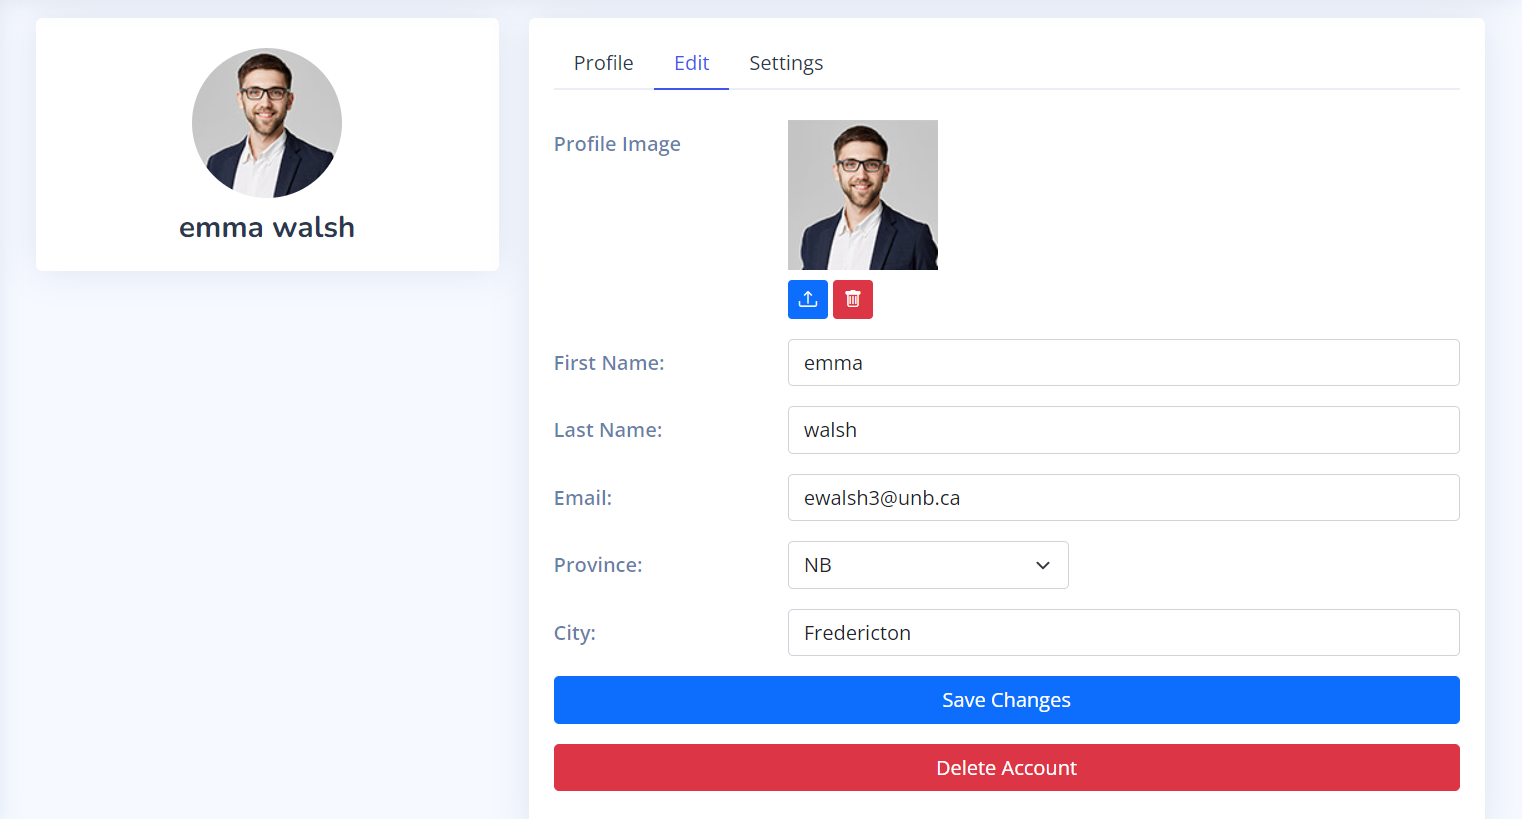 emma walsh
Profile Edit Settings
Profile Image
First Name: emma
Last Name: walsh
Email: ewalsh3@unb.ca
Province: NB
City: Fredericton
Save Changes
Delete Account